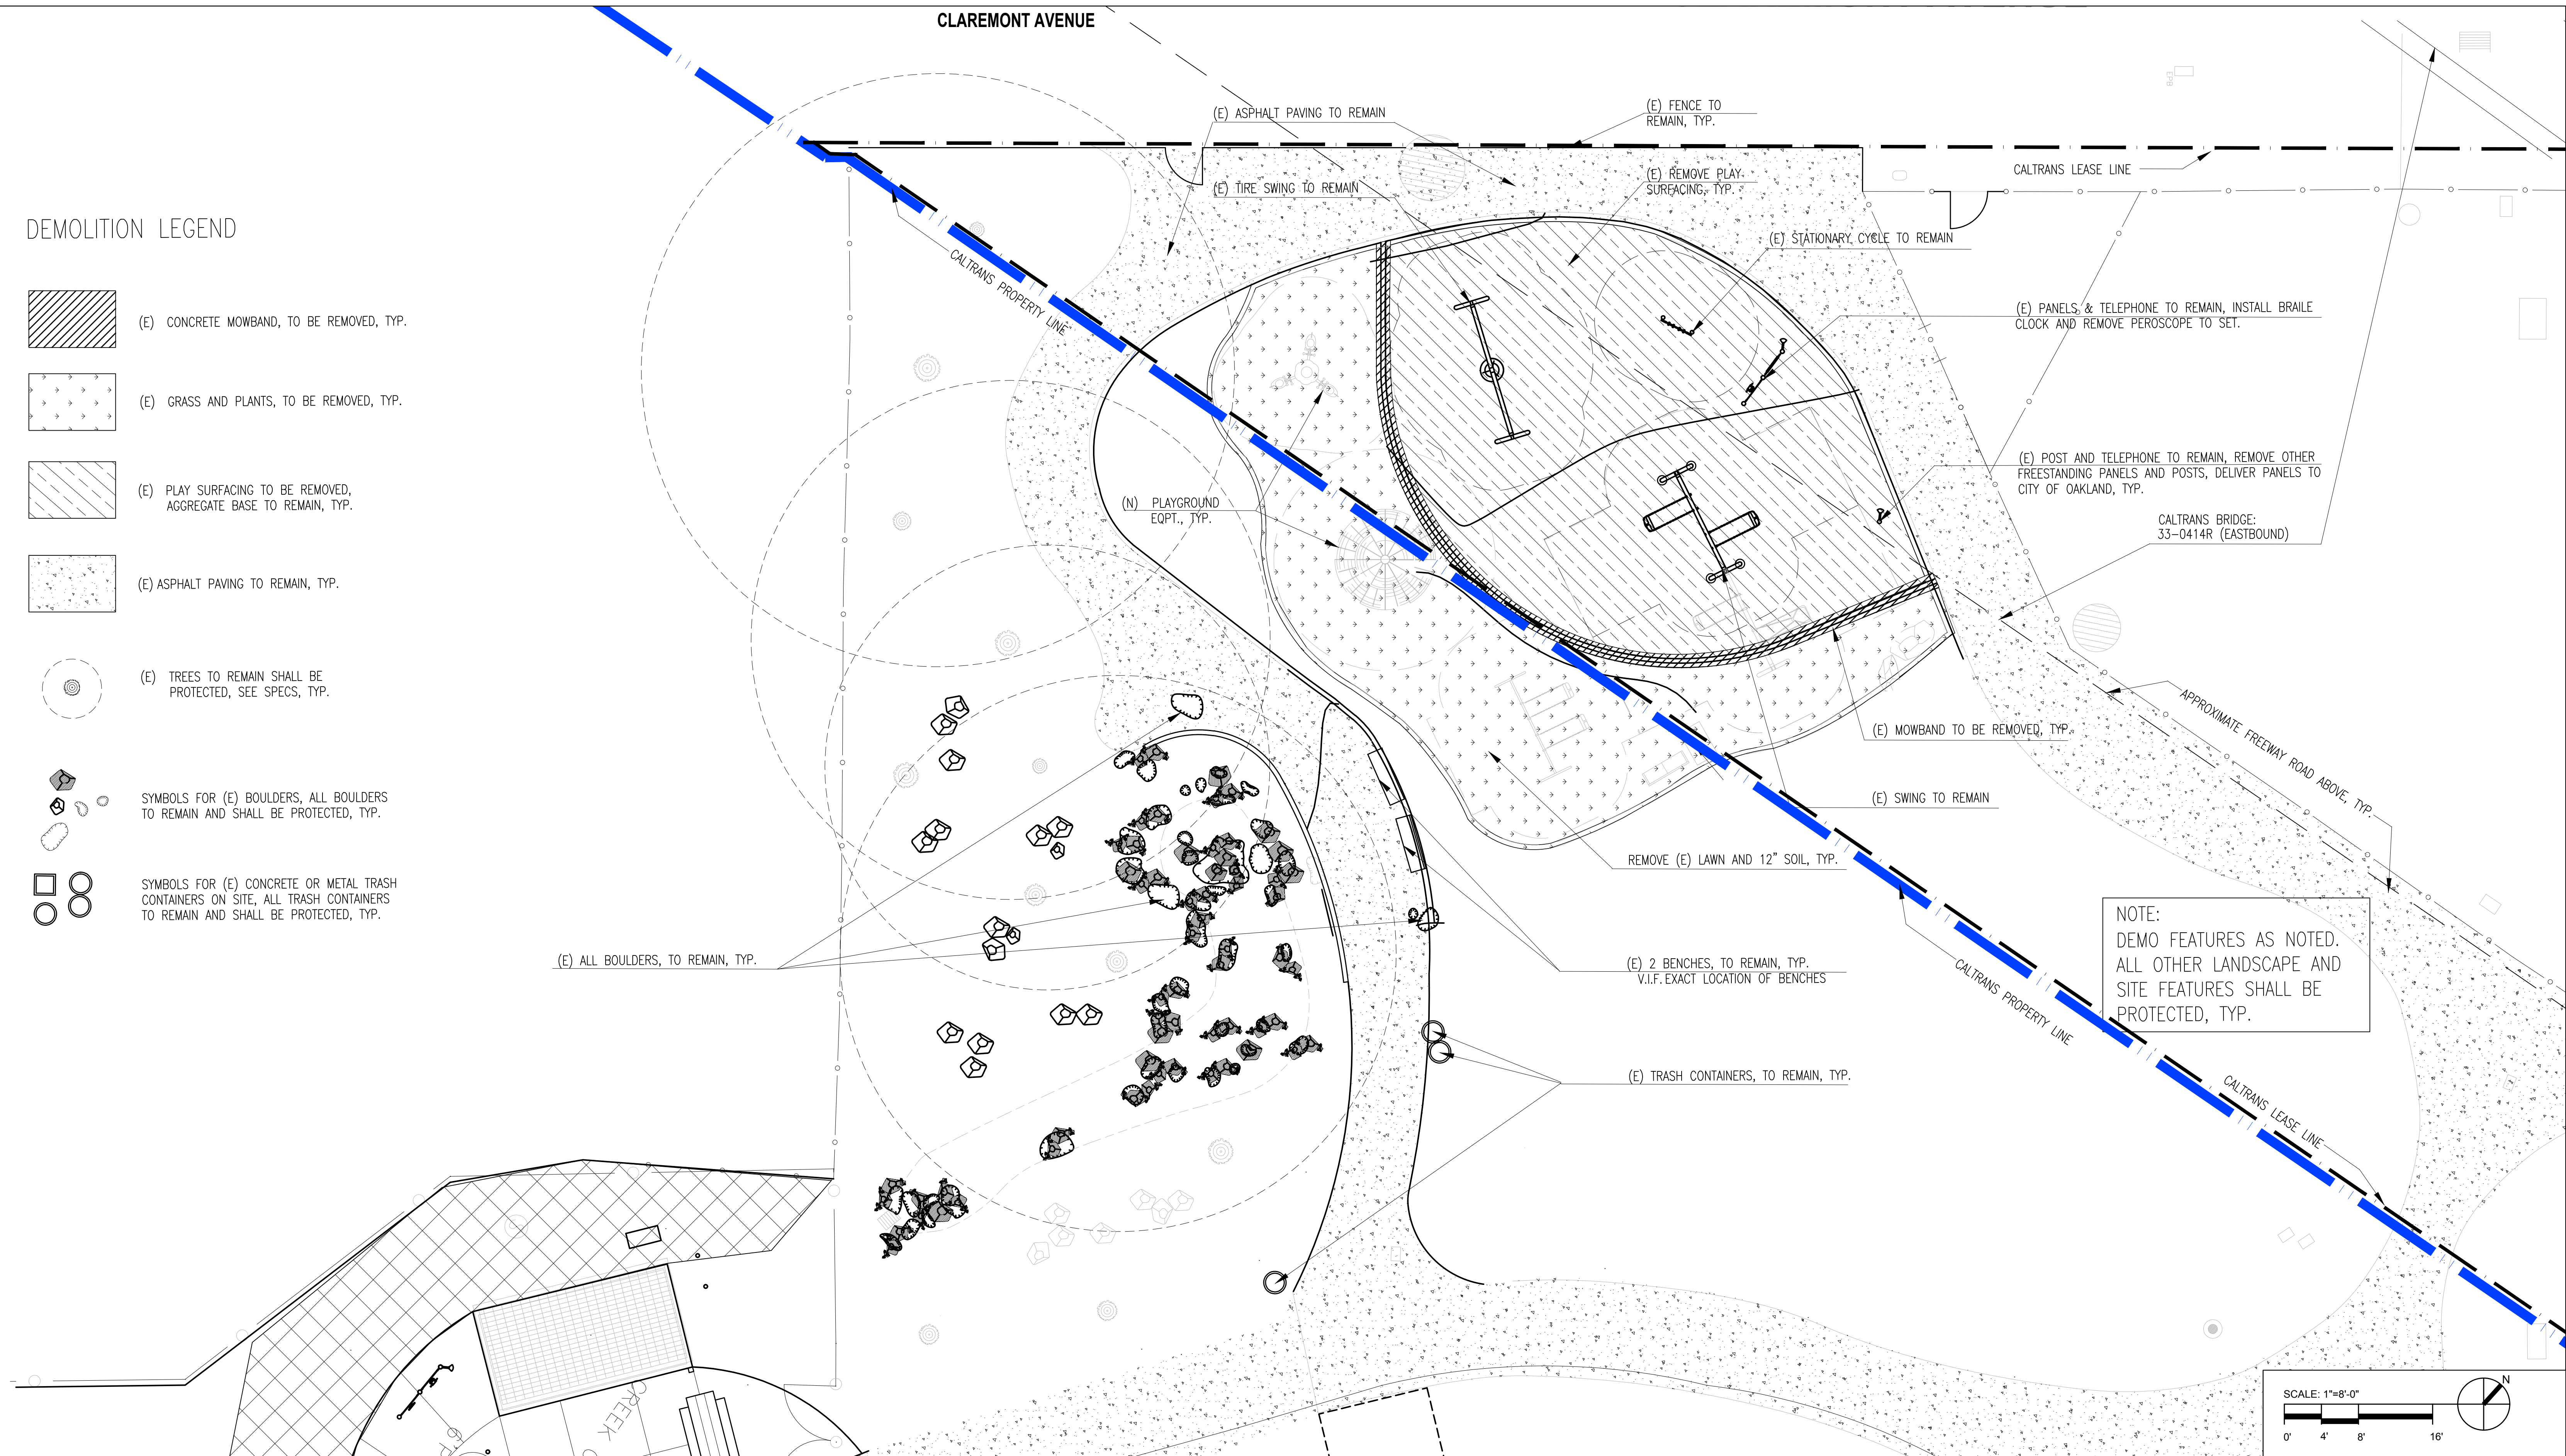 CLAREMONT AVENUE
(E) ASPHALT PAVING TO REMAIN
(E) FENCE TO
REMAIN, TYP.
CALTRANS LEASE LINE
(E) TIRE SWING TO REMAIN
(E) REMOVE PLAY
SURFACING, TYP.
(E) STATIONARY CYCLE TO REMAIN
CALTRANS PROPERTY LINE
(E) PANELS & TELEPHONE TO REMAIN, INSTALL BRAILE
CLOCK AND REMOVE PEROSCOPE TO SET.
DEMOLITION LEGEND
(E) CONCRETE MOWBAND, TO BE REMOVED, TYP.
(E) GRASS AND PLANTS, TO BE REMOVED, TYP.
(E) PLAY SURFACING TO BE REMOVED,
AGGREGATE BASE TO REMAIN, TYP.
(E) ASPHALT PAVING TO REMAIN, TYP.
(E) TREES TO REMAIN SHALL BE
PROTECTED, SEE SPECS, TYP.
SYMBOLS FOR (E) BOULDERS, ALL BOULDERS
TO REMAIN AND SHALL BE PROTECTED, TYP.
SYMBOLS FOR (E) CONCRETE OR METAL TRASH
CONTAINERS ON SITE, ALL TRASH CONTAINERS
TO REMAIN AND SHALL BE PROTECTED, TYP.
(N) PLAYGROUND
EQPT., TYP.
(E) POST AND TELEPHONE TO REMAIN, REMOVE OTHER
FREESTANDING PANELS AND POSTS, DELIVER PANELS TO
CITY OF OAKLAND, TYP.
CALTRANS BRIDGE:
33-0414R (EASTBOUND)
APPROXIMATE FREEWAY ROAD ABOVE, TYP.
(E) MOWBAND TO BE REMOVED, TYP.
(E) SWING TO REMAIN
REMOVE (E) LAWN AND 12" SOIL, TYP.
(E) ALL BOULDERS, TO REMAIN, TYP.
(E) 2 BENCHES, TO REMAIN, TYP.
V.I.F. EXACT LOCATION OF BENCHES
CALTRANS PROPERTY LINE
NOTE:
DEMO FEATURES AS NOTED.
ALL OTHER LANDSCAPE AND
SITE FEATURES SHALL BE
PROTECTED, TYP.
(E) TRASH CONTAINERS, TO REMAIN, TYP.
CALTRANS LEASE LINE
CREEK
SCALE: 1"=8'-0"
0' 4' 8' 16'
N